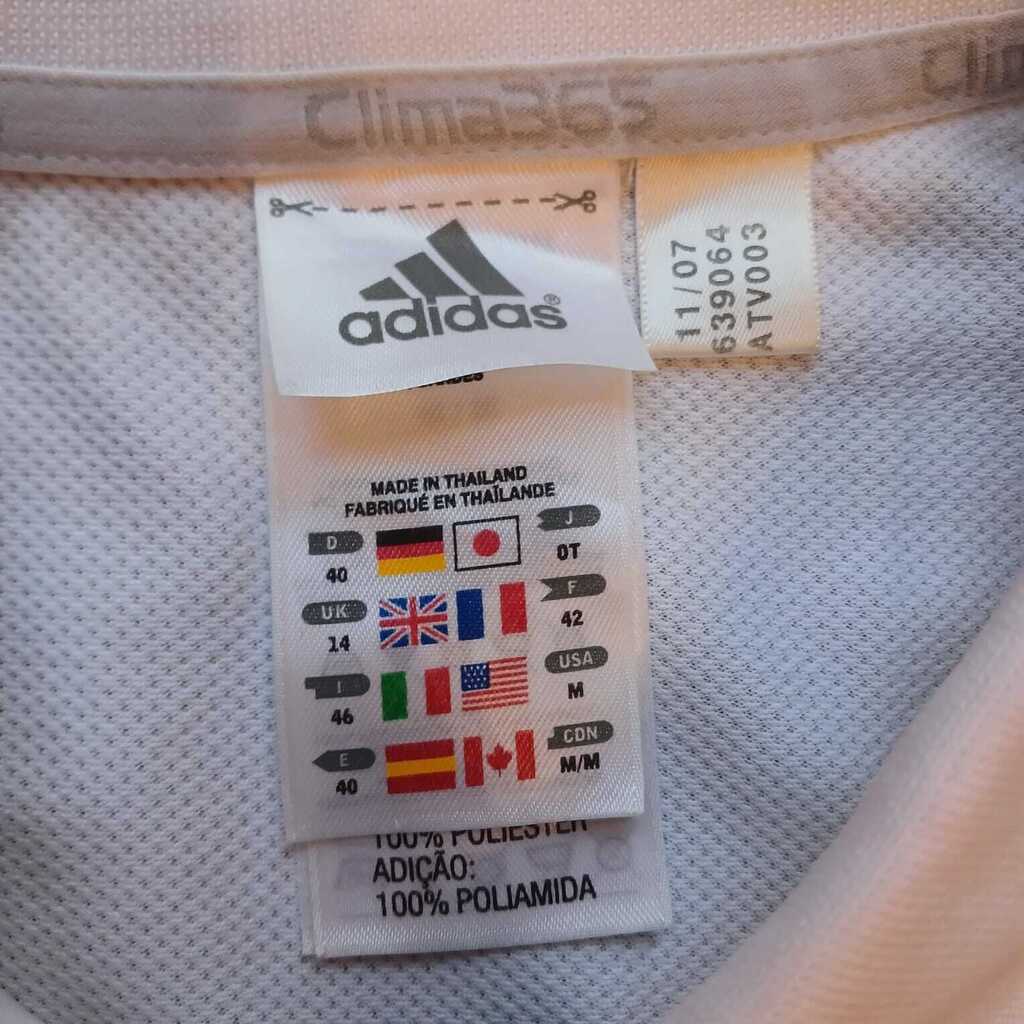 Clima365
adidas®
11/07
639064
ATV003
MADE IN THAILAND
FABRIQUÉ EN THAÏLANDE
D J
40 OT
UK F
14 42
I USA
46 M
E CDN
40 M/M
100% POLIÉSTER
ADIÇÃO:
100% POLIAMIDA